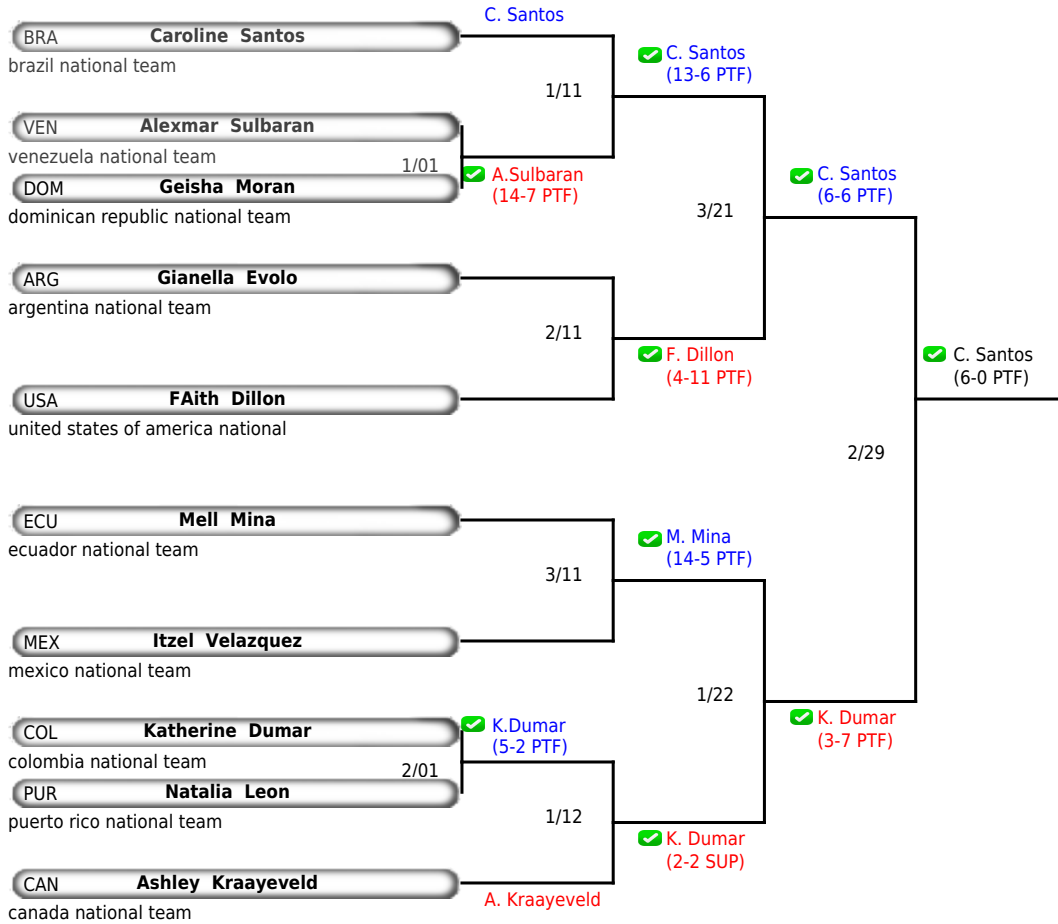 C. Santos
BRA Caroline Santos
brazil national team
C. Santos
(13-6 PTF)
1/11
VEN Alexmar Sulbaran
venezuela national team
1/01
A.Sulbaran
(14-7 PTF)
DOM Geisha Moran
dominican republic national team
C. Santos
(6-6 PTF)
3/21
ARG Gianella Evolo
argentina national team
2/11
F. Dillon
(4-11 PTF)
C. Santos
(6-0 PTF)
USA FAith Dillon
united states of america national
2/29
ECU Mell Mina
ecuador national team
M. Mina
(14-5 PTF)
3/11
MEX Itzel Velazquez
mexico national team
1/22
K. Dumar
(3-7 PTF)
COL Katherine Dumar
colombia national team
K.Dumar
(5-2 PTF)
2/01
PUR Natalia Leon
puerto rico national team
1/12
K. Dumar
(2-2 SUP)
CAN Ashley Kraayeveld
A. Kraayeveld
canada national team